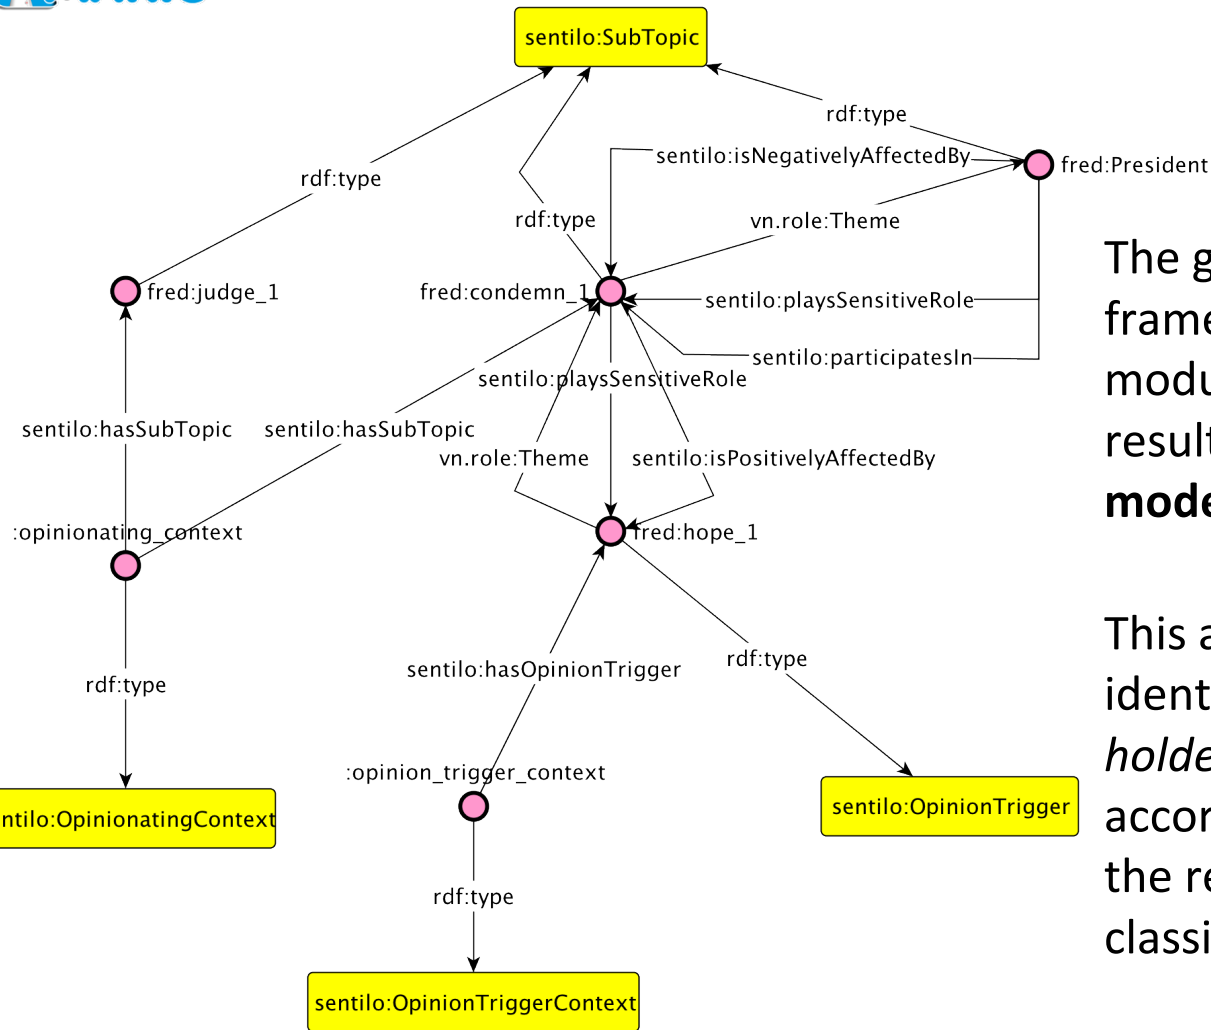 sentilo:SubTopic
rdf:type
sentilo:isNegativelyAffectedBy
fred:President
rdf:type
rdf:type
vn.role:Theme
fred:judge_1
fred:condemn_1
sentilo:playsSensitiveRole
sentilo:participatesIn
sentilo:playsSensitiveRole
sentilo:hasSubTopic
sentilo:hasSubTopic
vn.role:Theme
sentilo:isPositivelyAffectedBy
:opinionating_context
fred:hope_1
rdf:type
sentilo:hasOpinionTrigger
rdf:type
:opinion_trigger_context
ntilo:OpinionatingContext
sentilo:OpinionTrigger
rdf:type
sentilo:OpinionTriggerContext
The g
frame
modu
result
mode
This a
ident
holde
accor
the re
classi